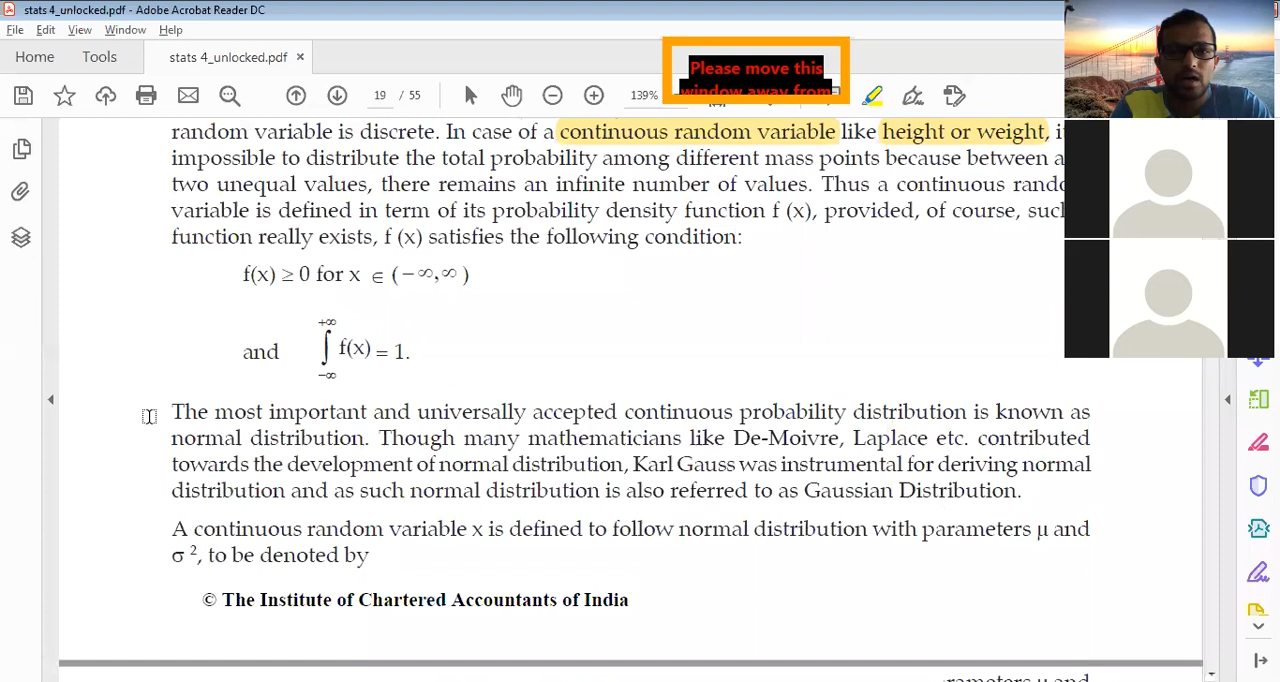 stats 4_unlocked.pdf - Adobe Acrobat Reader DC
File Edit View Window Help
Home Tools stats 4_unlocked.pdf ×
19 / 55 139%
Please move this
window away from
random variable is discrete. In case of a continuous random variable like height or weight,
impossible to distribute the total probability among different mass points because between
two unequal values, there remains an infinite number of values. Thus a continuous
variable is defined in term of its probability density function f (x), provided, of course,
function really exists, f (x) satisfies the following condition:
f(x) ≥ 0 for x ∈ (−∞,∞ )
+∞
and ∫ f(x) = 1.
−∞
The most important and universally accepted continuous probability distribution is known as
normal distribution. Though many mathematicians like De-Moivre, Laplace etc. contributed
towards the development of normal distribution, Karl Gauss was instrumental for deriving normal
distribution and as such normal distribution is also referred to as Gaussian Distribution.
A continuous random variable x is defined to follow normal distribution with parameters μ and
σ ², to be denoted by
© The Institute of Chartered Accountants of India